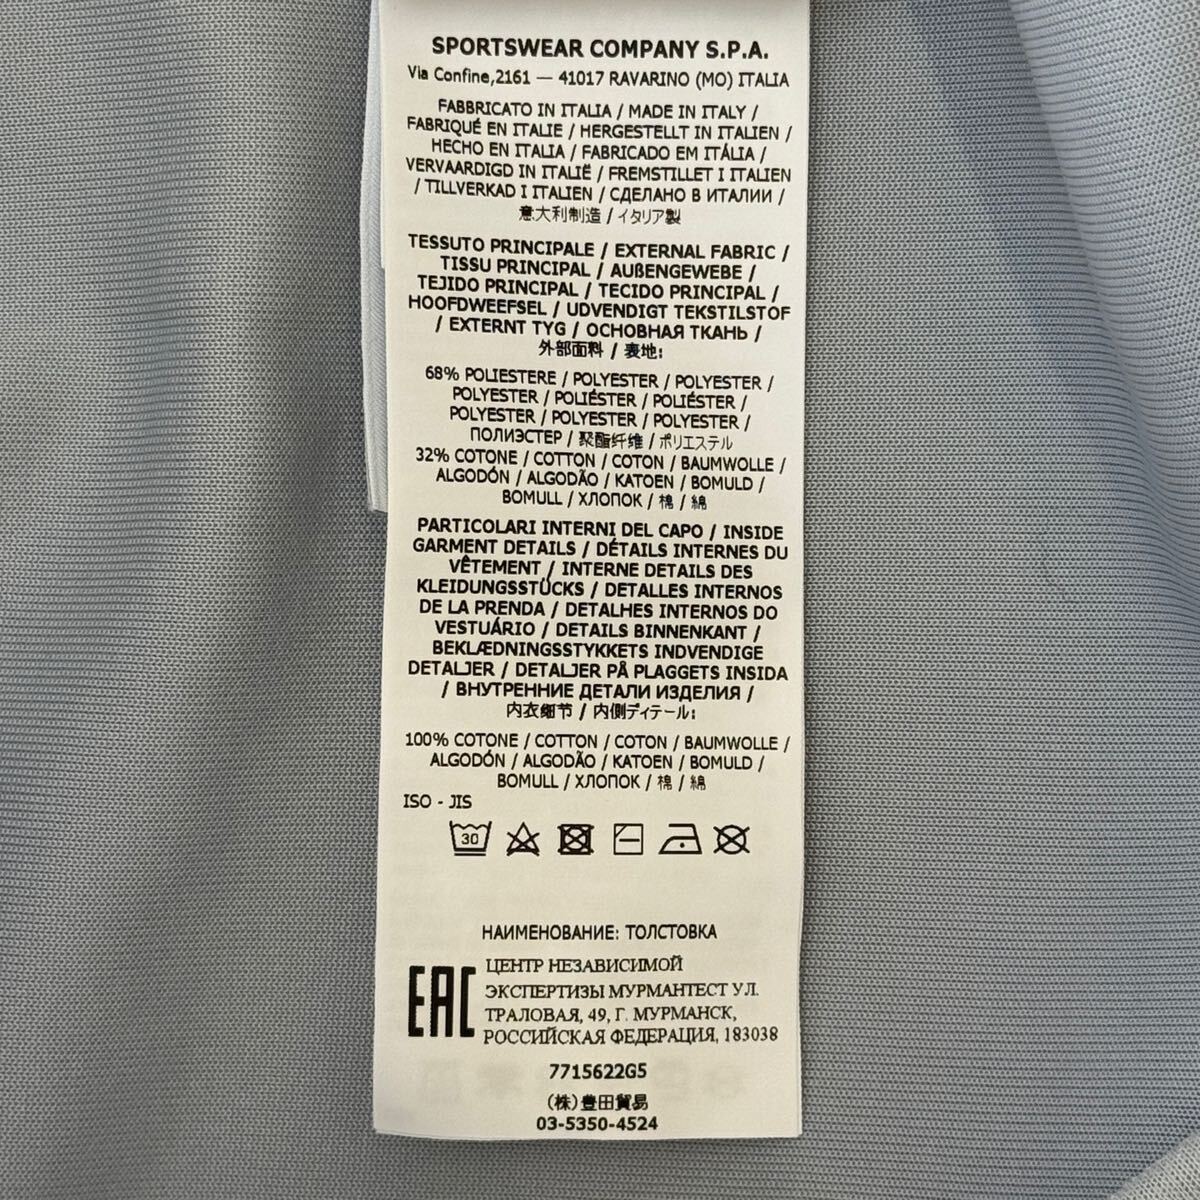 SPORTSWEAR COMPANY S.P.A.
Via Confine,2161 — 41017 RAVARINO (MO) ITALIA
FABBRICATO IN ITALIA / MADE IN ITALY /
FABRIQUÉ EN ITALIE / HERGESTELLT IN ITALIEN /
HECHO EN ITALIA / FABRICADO EM ITÁLIA /
VERVAARDIGD IN ITALIË / FREMSTILLET I ITALIEN
/ TILLVERKAD I ITALIEN / СДЕЛАНО В ИТАЛИИ /
意大利制造 / イタリア製
TESSUTO PRINCIPALE / EXTERNAL FABRIC /
TISSU PRINCIPAL / AUßENGEWEBE /
TEJIDO PRINCIPAL / TECIDO PRINCIPAL /
HOOFDWEEFSEL / UDVENDIGT TEKSTILSTOF
/ EXTERNT TYG / ОСНОВНАЯ ТКАНЬ /
外部面料 / 表地:
68% POLIESTERE / POLYESTER / POLYESTER /
POLYESTER / POLIÉSTER / POLIÉSTER /
POLYESTER / POLYESTER / POLYESTER /
ПОЛИЭСТЕР / 聚酯纤维 / ポリエステル
32% COTONE / COTTON / COTON / BAUMWOLLE /
ALGODÓN / ALGODÃO / KATOEN / BOMULD /
BOMULL / ХЛОПОК / 棉 / 綿
PARTICOLARI INTERNI DEL CAPO / INSIDE
GARMENT DETAILS / DÉTAILS INTERNES DU
VÊTEMENT / INTERNE DETAILS DES
KLEIDUNGSSTÜCKS / DETALLES INTERNOS
DE LA PRENDA / DETALHES INTERNOS DO
VESTUÁRIO / DETAILS BINNENKANT /
BEKLÆDNINGSSTYKKETS INDVENDIGE
DETALJER / DETALJER PÅ PLAGGETS INSIDA
/ ВНУТРЕННИЕ ДЕТАЛИ ИЗДЕЛИЯ /
内衣细节 / 内側ディテール:
100% COTONE / COTTON / COTON / BAUMWOLLE /
ALGODÓN / ALGODÃO / KATOEN / BOMULD /
BOMULL / ХЛОПОК / 棉 / 綿
ISO - JIS
30
НАИМЕНОВАНИЕ: ТОЛСТОВКА
EAC
ЦЕНТР НЕЗАВИСИМОЙ
ЭКСПЕРТИЗЫ МУРМАНТЕСТ УЛ.
ТРАЛОВАЯ, 49, Г. МУРМАНСК,
РОССИЙСКАЯ ФЕДЕРАЦИЯ, 183038
7715622G5
(株)豊田貿易
03-5350-4524